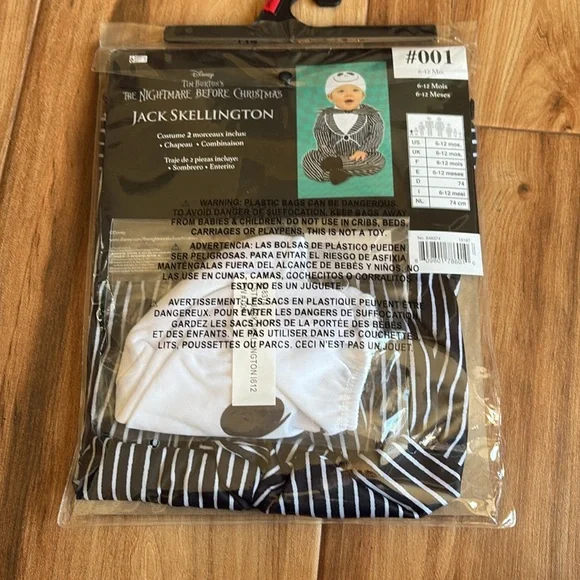 Disney
TIM BURTON'S
THE NIGHTMARE BEFORE CHRISTMAS
JACK SKELLINGTON
Costume 2 morceaux inclus:
• Chapeau • Combinaison
Traje de 2 piezas incluye:
• Sombrero • Enterito
#001
6-12 Mo.
6-12 Mois
6-12 Meses
US 6-12 mos.
UK 6-12 mos.
F 6-12 mois
E 6-12 meses
D 74
I 6-12 mesi
NL 74 cm
⚠ WARNING: PLASTIC BAGS CAN BE DANGEROUS.
TO AVOID DANGER OF SUFFOCATION, KEEP BAGS AWAY
FROM BABIES & CHILDREN. DO NOT USE IN CRIBS, BEDS,
CARRIAGES OR PLAYPENS, THIS IS NOT A TOY.
⚠ ADVERTENCIA: LAS BOLSAS DE PLÁSTICO PUEDEN
SER PELIGROSAS. PARA EVITAR EL RIESGO DE ASFIXIA
MANTÉNGALAS FUERA DEL ALCANCE DE BEBÉS Y NIÑOS, NO
LAS USE EN CUNAS, CAMAS, COCHECITOS O CORRALITOS.
ESTO NO ES UN JUGUETE.
⚠ AVERTISSEMENT: LES SACS EN PLASTIQUE PEUVENT ÊTRE
DANGEREUX. POUR ÉVITER LES DANGERS DE SUFFOCATION
GARDEZ LES SACS HORS DE LA PORTÉE DES BÉBÉS
ET DES ENFANTS. NE PAS UTILISER DANS LES COUCHETTE
LITS, POUSSETTES OU PARCS. CECI N'EST PAS UN JOUET.